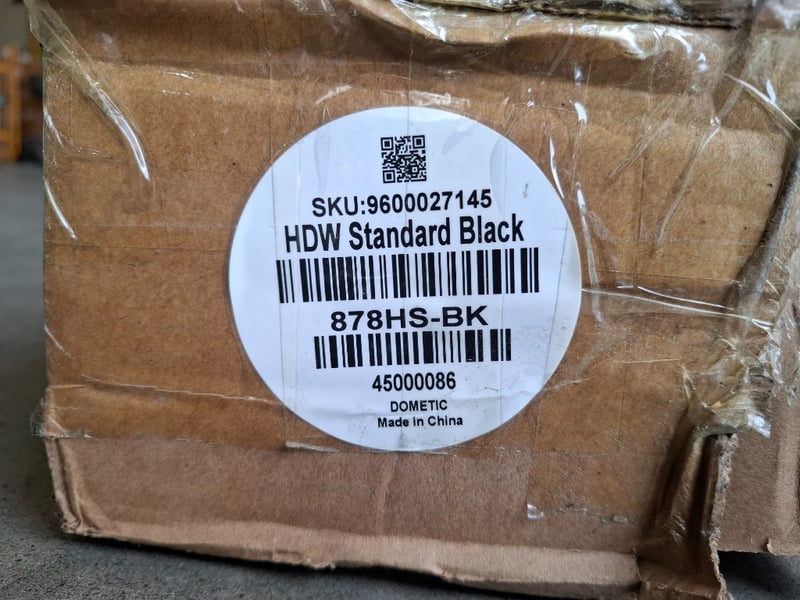 SKU:9600027145
HDW Standard Black
878HS-BK
45000086
DOMETIC
Made in China